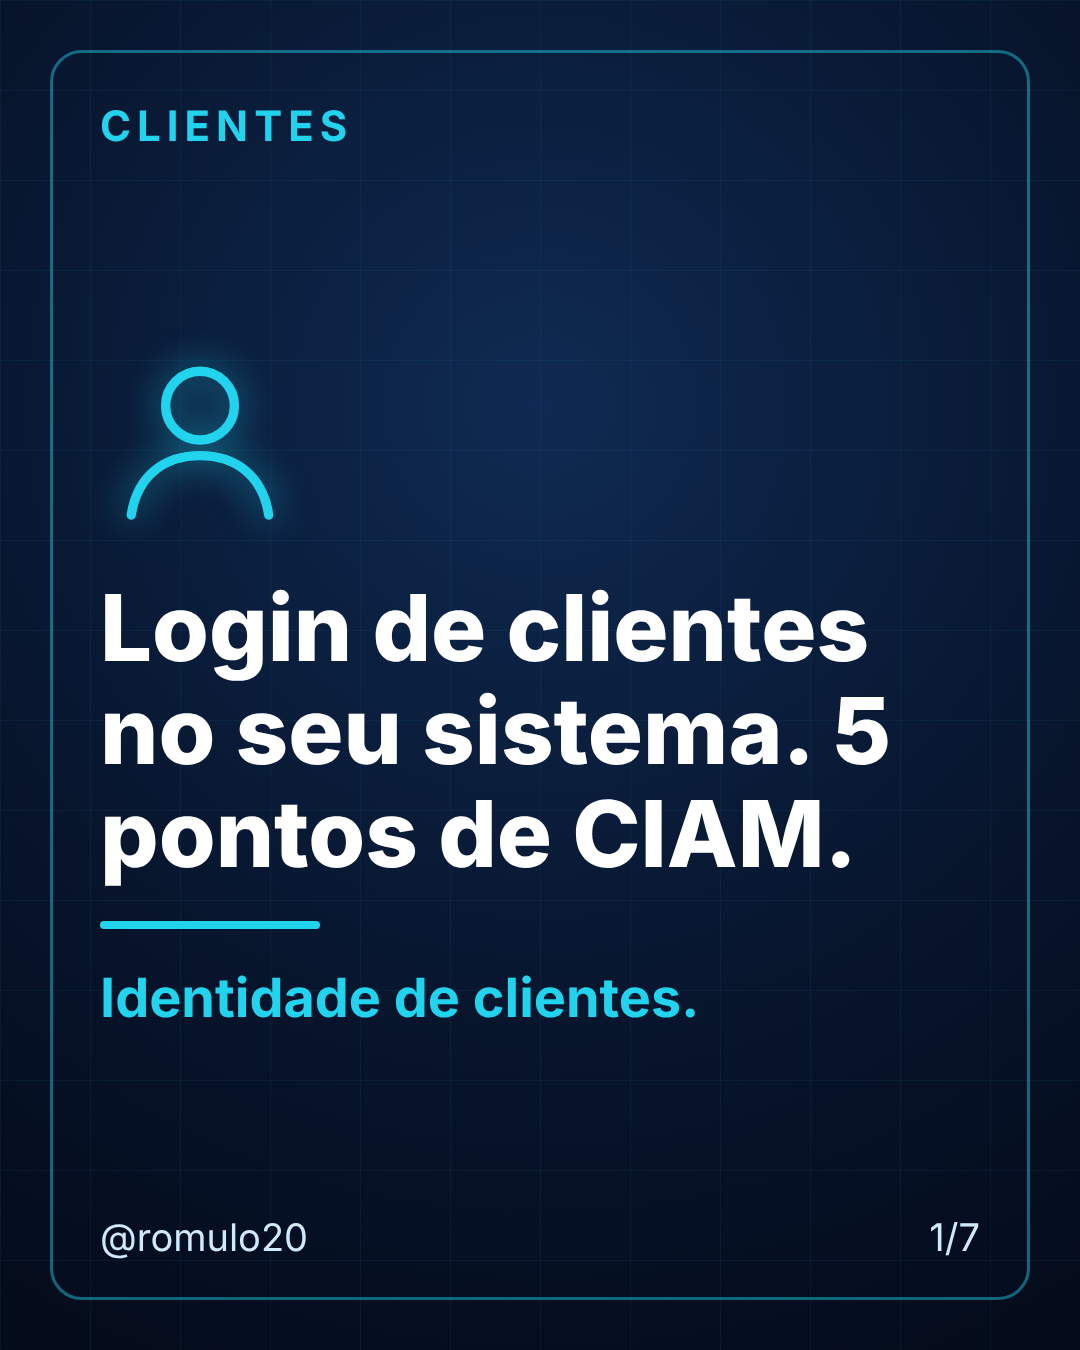 CLIENTES
Login de clientes
no seu sistema. 5
pontos de CIAM.
Identidade de clientes.
@romulo20
1/7